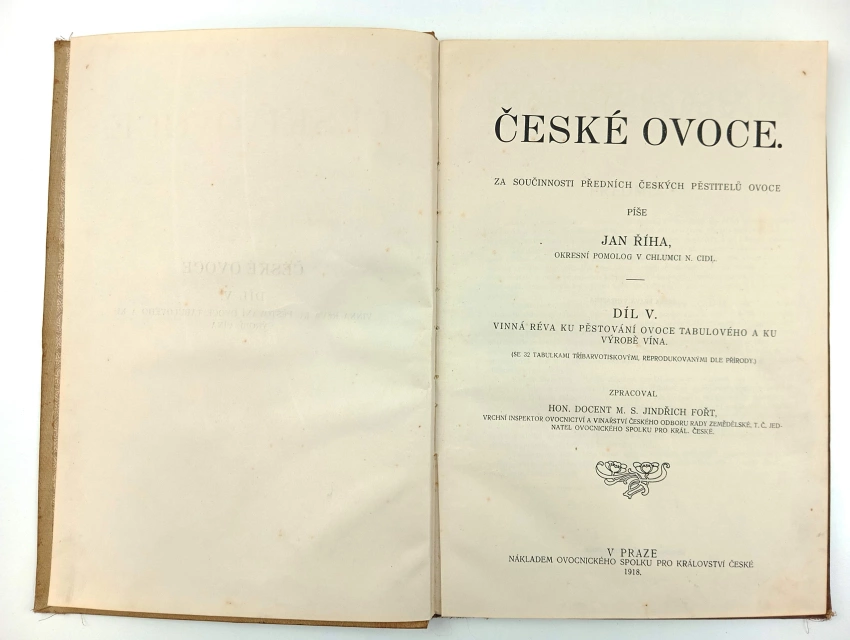 ČESKÉ OVOCE.
ZA SOUČINNOSTI PŘEDNÍCH ČESKÝCH PĚSTITELŮ OVOCE
PÍŠE
JAN ŘÍHA,
OKRESNÍ POMOLOG V CHLUMCI N. CIDL.
DÍL V.
VINNÁ RÉVA KU PĚSTOVÁNÍ OVOCE TABULOVÉHO A KU
VÝROBĚ VÍNA.
(SE 32 TABULKAMI TŘÍBARVOTISKOVÝMI, REPRODUKOVANÝMI DLE PŘÍRODY.)
ZPRACOVAL
HON. DOCENT M. S. JINDŘICH FOŘT,
VRCHNÍ INSPEKTOR OVOCNICTVÍ A VINAŘSTVÍ ČESKÉHO ODBORU RADY ZEMĚDĚLSKÉ, T. Č. JED-
NATEL OVOCNICKÉHO SPOLKU PRO KRÁL. ČESKÉ.
V PRAZE
NÁKLADEM OVOCNICKÉHO SPOLKU PRO KRÁLOVSTVÍ ČESKÉ
1918.